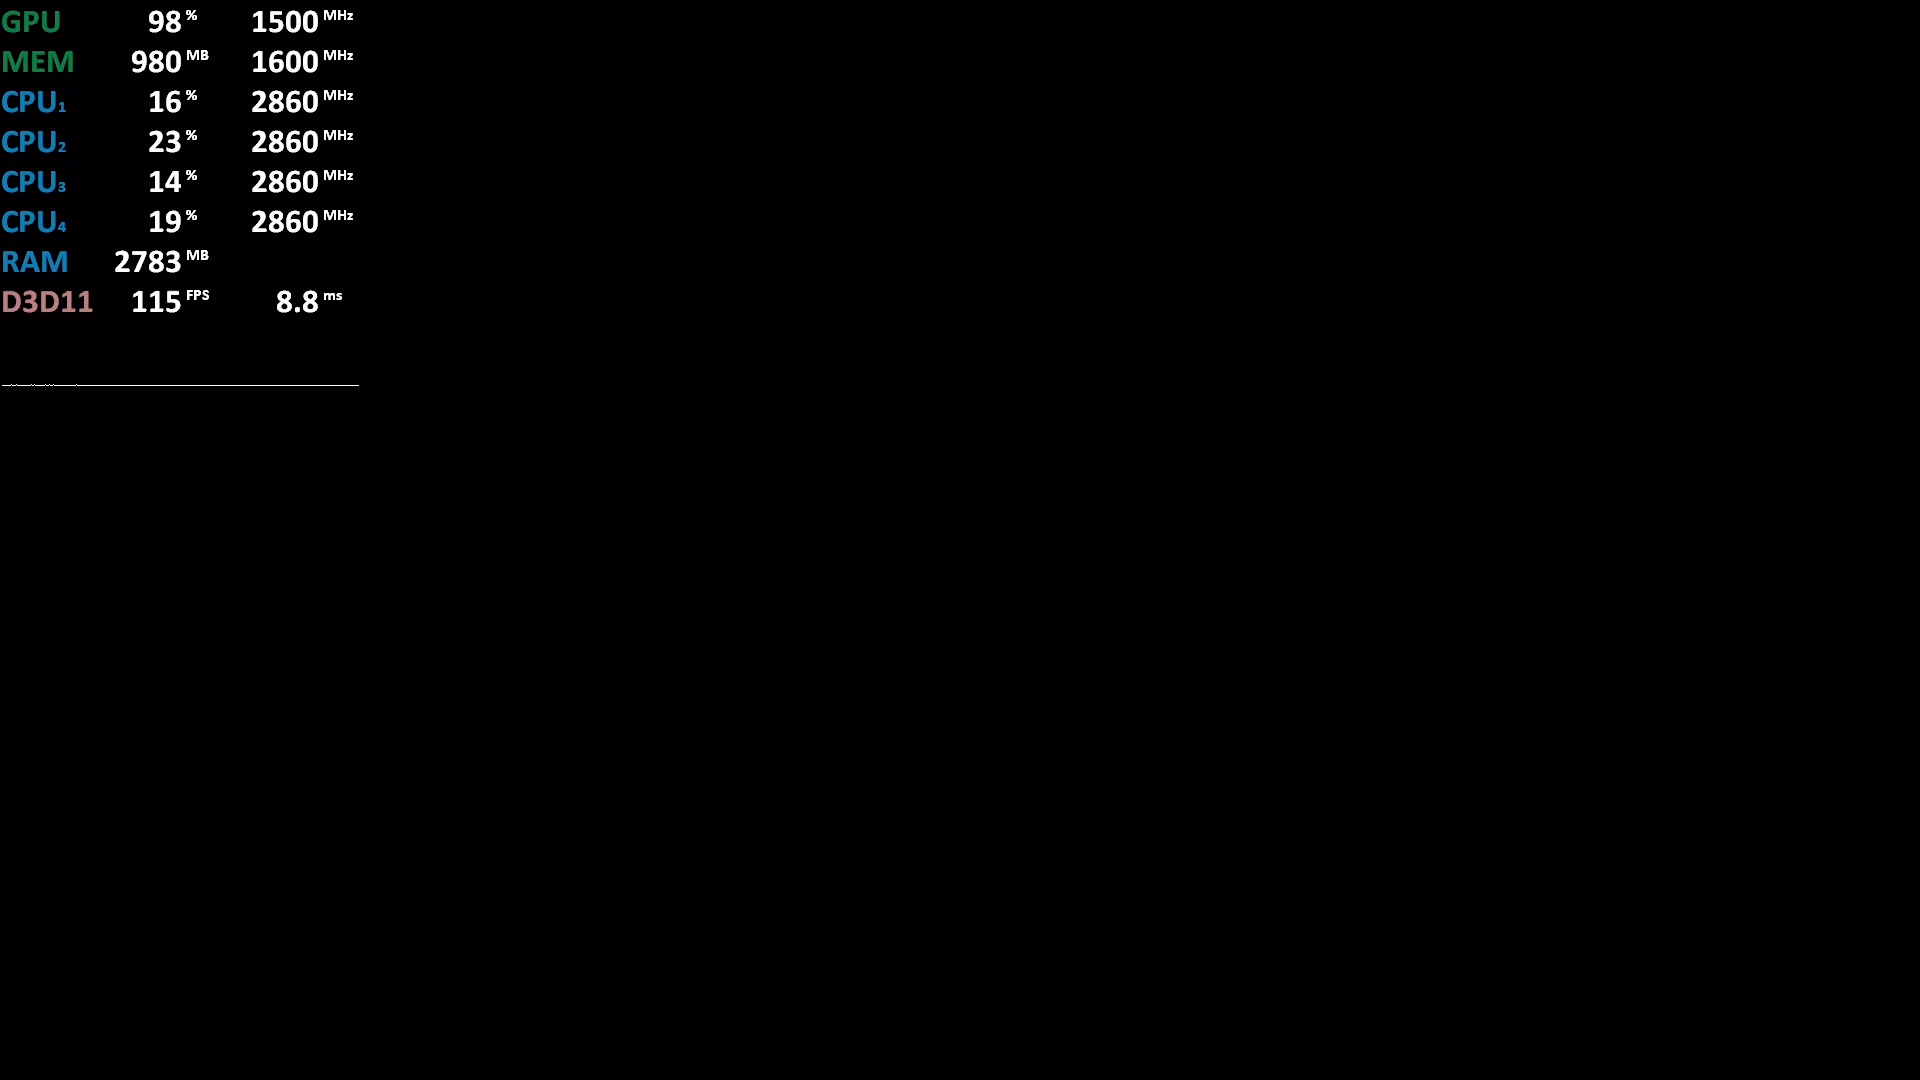 GPU 98 % 1500 MHz
MEM 980 MB 1600 MHz
CPU1 16 % 2860 MHz
CPU2 23 % 2860 MHz
CPU3 14 % 2860 MHz
CPU4 19 % 2860 MHz
RAM 2783 MB
D3D11 115 FPS 8.8 ms